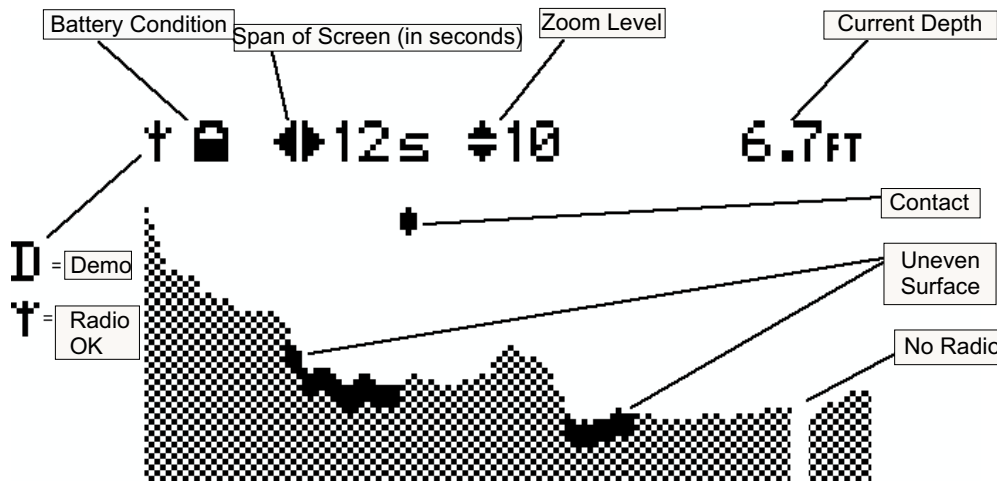 Battery Condition
Span of Screen (in seconds)
Zoom Level
Current Depth
12s
10
6.7FT
Contact
D = Demo
Uneven
Surface
= Radio
OK
No Radio